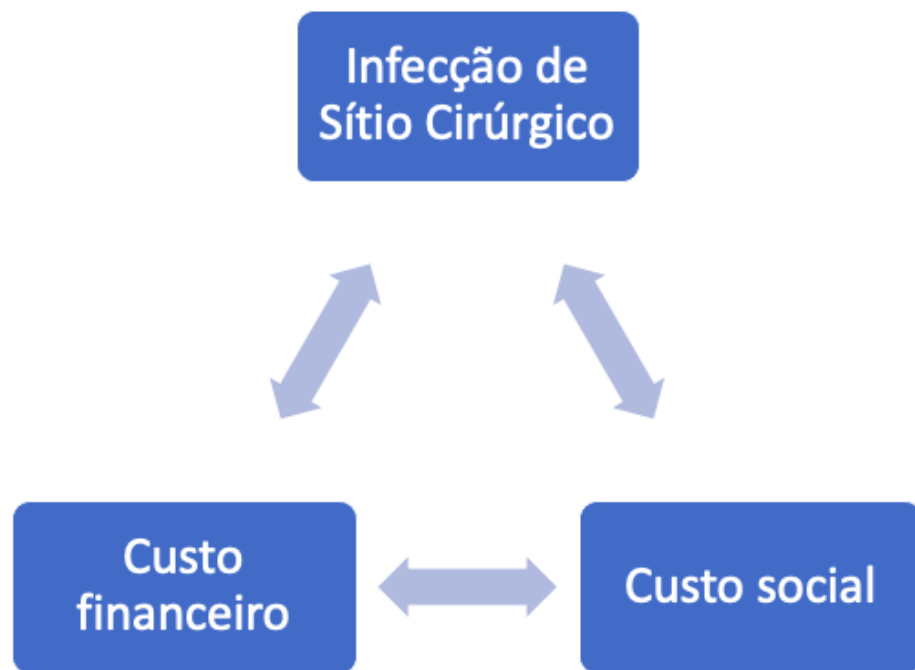 Infecção de
Sítio Cirúrgico
Custo
financeiro
Custo social